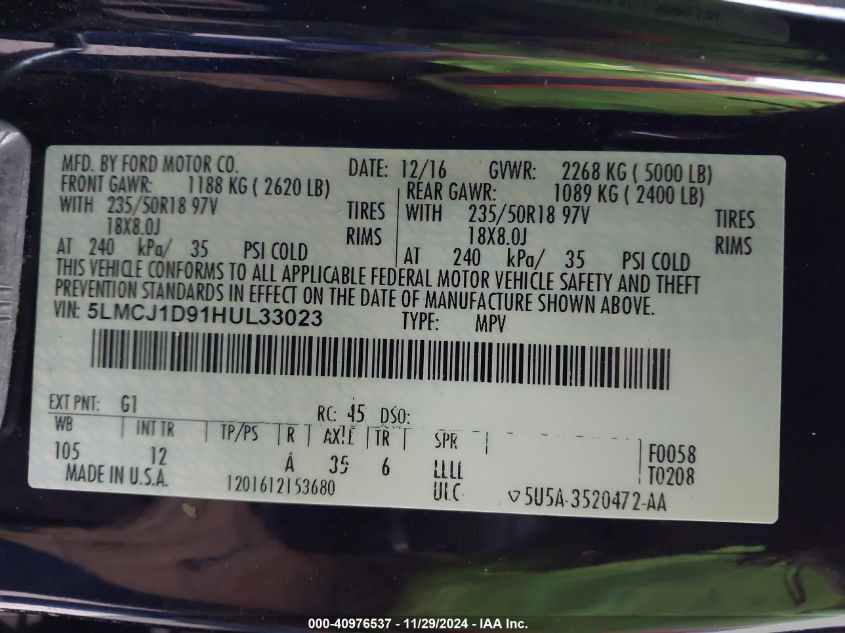 MFD. BY FORD MOTOR CO. DATE: 12/16 GVWR: 2268 KG ( 5000 LB)
FRONT GAWR: 1188 KG ( 2620 LB) REAR GAWR: 1089 KG ( 2400 LB)
WITH 235/50R18 97V TIRES WITH 235/50R18 97V TIRES
18X8.0J RIMS 18X8.0J RIMS
AT 240 kPa/ 35 PSI COLD AT 240 kPa/ 35 PSI COLD
THIS VEHICLE CONFORMS TO ALL APPLICABLE FEDERAL MOTOR VEHICLE SAFETY AND THEFT
PREVENTION STANDARDS IN EFFECT ON THE DATE OF MANUFACTURE SHOWN ABOVE.
VIN: 5LMCJ1D91HUL33023 TYPE: MPV
EXT PNT: G1 RC: 45 DSO:
WB INT TR TP/PS R AXLE TR SPR F0058
105 12 A 35 6 LLLL T0208
MADE IN U.S.A. 1201612153680 ULC 5U5A-3520472-AA
000-40976537 - 11/29/2024 - IAA Inc.